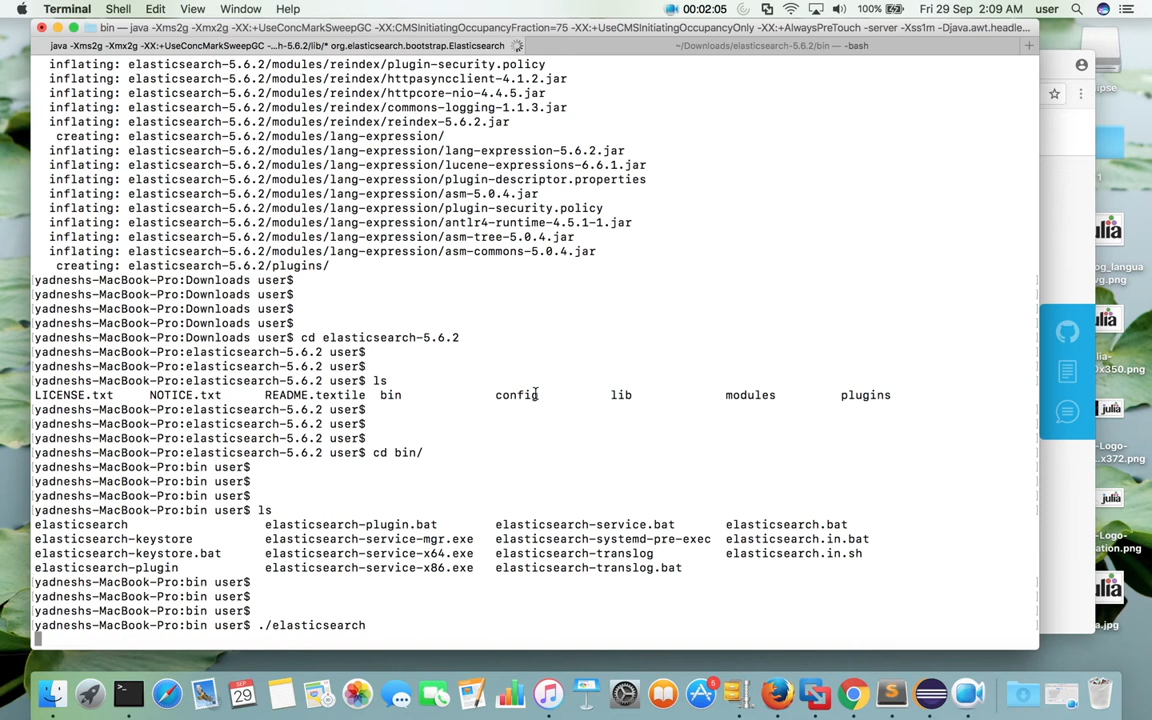 Terminal Shell Edit View Window Help 00:02:05 100% Fri 29 Sep 2:09 AM user
bin — java -Xms2g -Xmx2g -XX:+UseConcMarkSweepGC -XX:CMSInitiatingOccupancyFraction=75 -XX:+UseCMSInitiatingOccupancyOnly -XX:+AlwaysPreTouch -server -Xss1m -Djava.awt.headle...
java -Xms2g -Xmx2g -XX:+UseConcMarkSweepGC -...h-5.6.2/lib/* org.elasticsearch.bootstrap.Elasticsearch
~/Downloads/elasticsearch-5.6.2/bin — -bash
inflating: elasticsearch-5.6.2/modules/reindex/plugin-security.policy
inflating: elasticsearch-5.6.2/modules/reindex/httpasyncclient-4.1.2.jar
inflating: elasticsearch-5.6.2/modules/reindex/httpcore-nio-4.4.5.jar
inflating: elasticsearch-5.6.2/modules/reindex/commons-logging-1.1.3.jar
inflating: elasticsearch-5.6.2/modules/reindex/reindex-5.6.2.jar
creating: elasticsearch-5.6.2/modules/lang-expression/
inflating: elasticsearch-5.6.2/modules/lang-expression/lang-expression-5.6.2.jar
inflating: elasticsearch-5.6.2/modules/lang-expression/lucene-expressions-6.6.1.jar
inflating: elasticsearch-5.6.2/modules/lang-expression/plugin-descriptor.properties
inflating: elasticsearch-5.6.2/modules/lang-expression/asm-5.0.4.jar
inflating: elasticsearch-5.6.2/modules/lang-expression/plugin-security.policy
inflating: elasticsearch-5.6.2/modules/lang-expression/antlr4-runtime-4.5.1-1.jar
inflating: elasticsearch-5.6.2/modules/lang-expression/asm-tree-5.0.4.jar
inflating: elasticsearch-5.6.2/modules/lang-expression/asm-commons-5.0.4.jar
creating: elasticsearch-5.6.2/plugins/
yadneshs-MacBook-Pro:Downloads user$
yadneshs-MacBook-Pro:Downloads user$
yadneshs-MacBook-Pro:Downloads user$
yadneshs-MacBook-Pro:Downloads user$
yadneshs-MacBook-Pro:Downloads user$ cd elasticsearch-5.6.2
yadneshs-MacBook-Pro:elasticsearch-5.6.2 user$
yadneshs-MacBook-Pro:elasticsearch-5.6.2 user$
yadneshs-MacBook-Pro:elasticsearch-5.6.2 user$ ls
LICENSE.txt NOTICE.txt README.textile bin config lib modules plugins
yadneshs-MacBook-Pro:elasticsearch-5.6.2 user$
yadneshs-MacBook-Pro:elasticsearch-5.6.2 user$
yadneshs-MacBook-Pro:elasticsearch-5.6.2 user$
yadneshs-MacBook-Pro:elasticsearch-5.6.2 user$ cd bin/
yadneshs-MacBook-Pro:bin user$
yadneshs-MacBook-Pro:bin user$
yadneshs-MacBook-Pro:bin user$
yadneshs-MacBook-Pro:bin user$ ls
elasticsearch elasticsearch-plugin.bat elasticsearch-service.bat elasticsearch.bat
elasticsearch-keystore elasticsearch-service-mgr.exe elasticsearch-systemd-pre-exec elasticsearch.in.bat
elasticsearch-keystore.bat elasticsearch-service-x64.exe elasticsearch-translog elasticsearch.in.sh
elasticsearch-plugin elasticsearch-service-x86.exe elasticsearch-translog.bat
yadneshs-MacBook-Pro:bin user$
yadneshs-MacBook-Pro:bin user$
yadneshs-MacBook-Pro:bin user$
yadneshs-MacBook-Pro:bin user$ ./elasticsearch